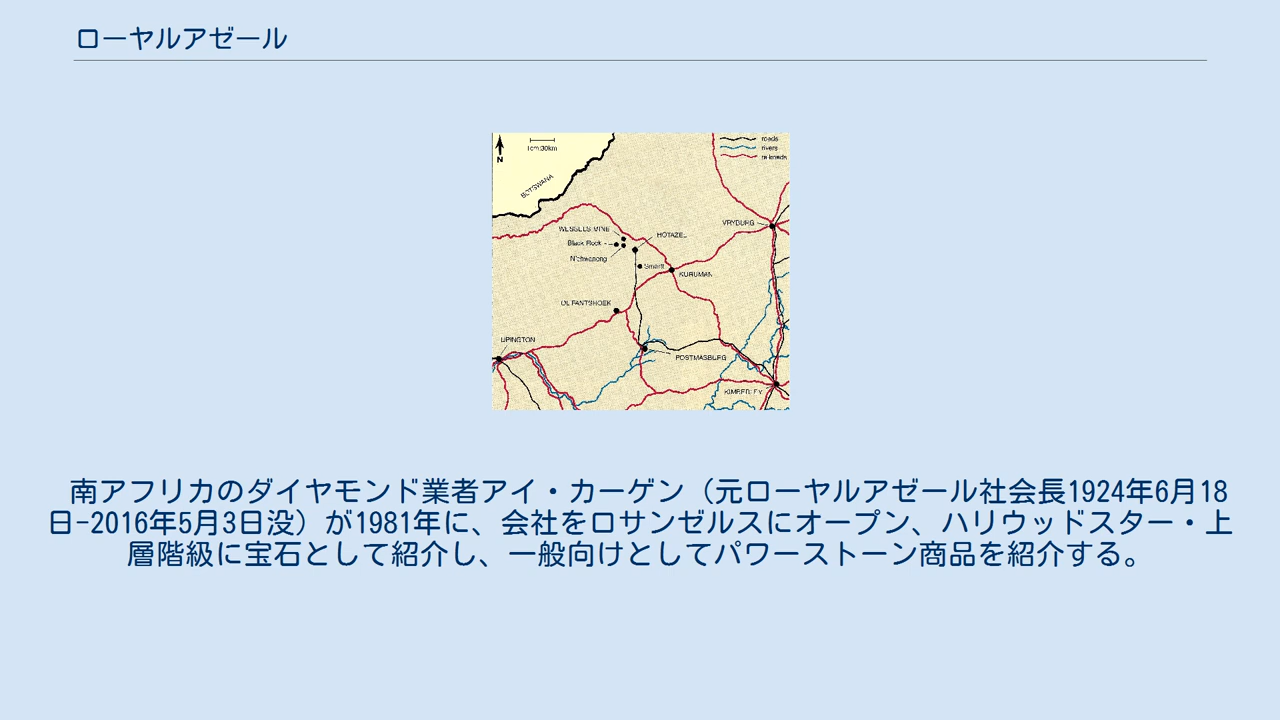 ローヤルアゼール
N
1cm:30km
roads
rivers
railroads
BOTSWANA
VRYBURG
WESSELS MINE
HOTAZEL
Black Rock
N'chwaning
Smartt
KURUMAN
OLIFANTSHOEK
UPINGTON
POSTMASBURG
KIMBERLEY
南アフリカのダイヤモンド業者アイ・カーゲン（元ローヤルアゼール社会長1924年6月18
日-2016年5月3日没）が1981年に、会社をロサンゼルスにオープン、ハリウッドスター・上
層階級に宝石として紹介し、一般向けとしてパワーストーン商品を紹介する。